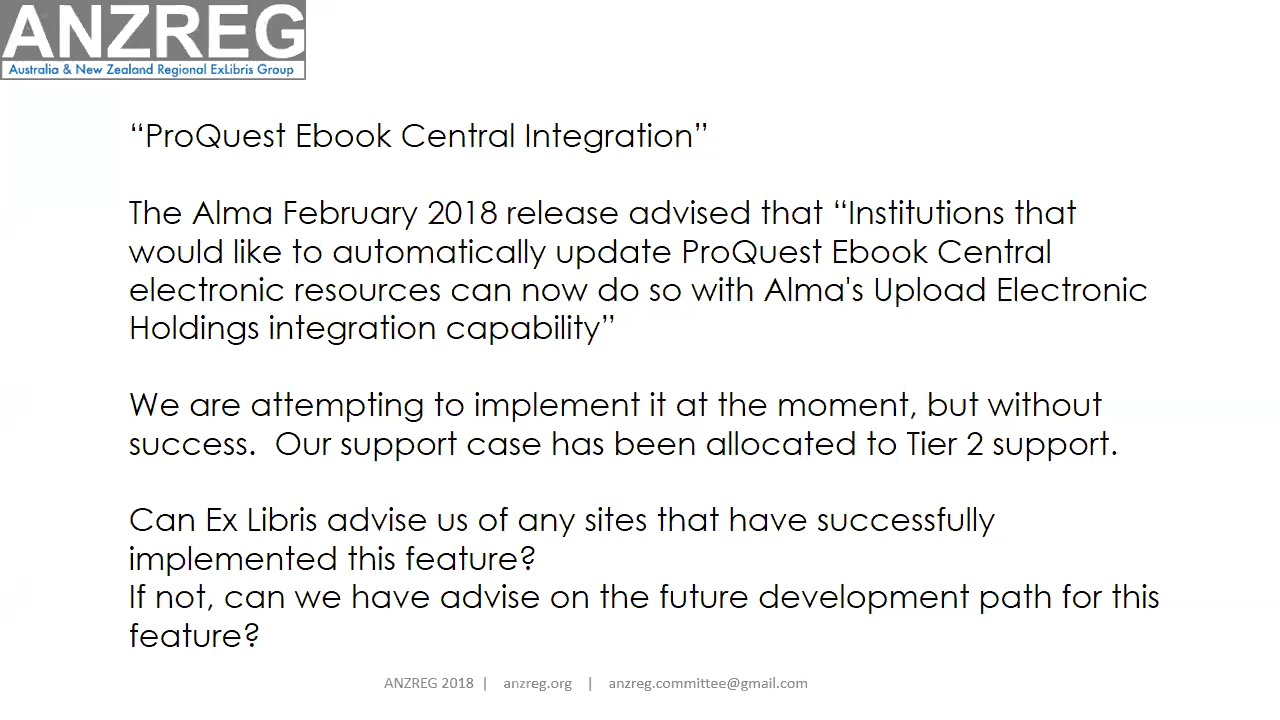 ANZREG
Australia & New Zealand Regional ExLibris Group
“ProQuest Ebook Central Integration”
The Alma February 2018 release advised that “Institutions that
would like to automatically update ProQuest Ebook Central
electronic resources can now do so with Alma's Upload Electronic
Holdings integration capability”
We are attempting to implement it at the moment, but without
success.  Our support case has been allocated to Tier 2 support.
Can Ex Libris advise us of any sites that have successfully
implemented this feature?
If not, can we have advise on the future development path for this
feature?
ANZREG 2018 | anzreg.org | anzreg.committee@gmail.com